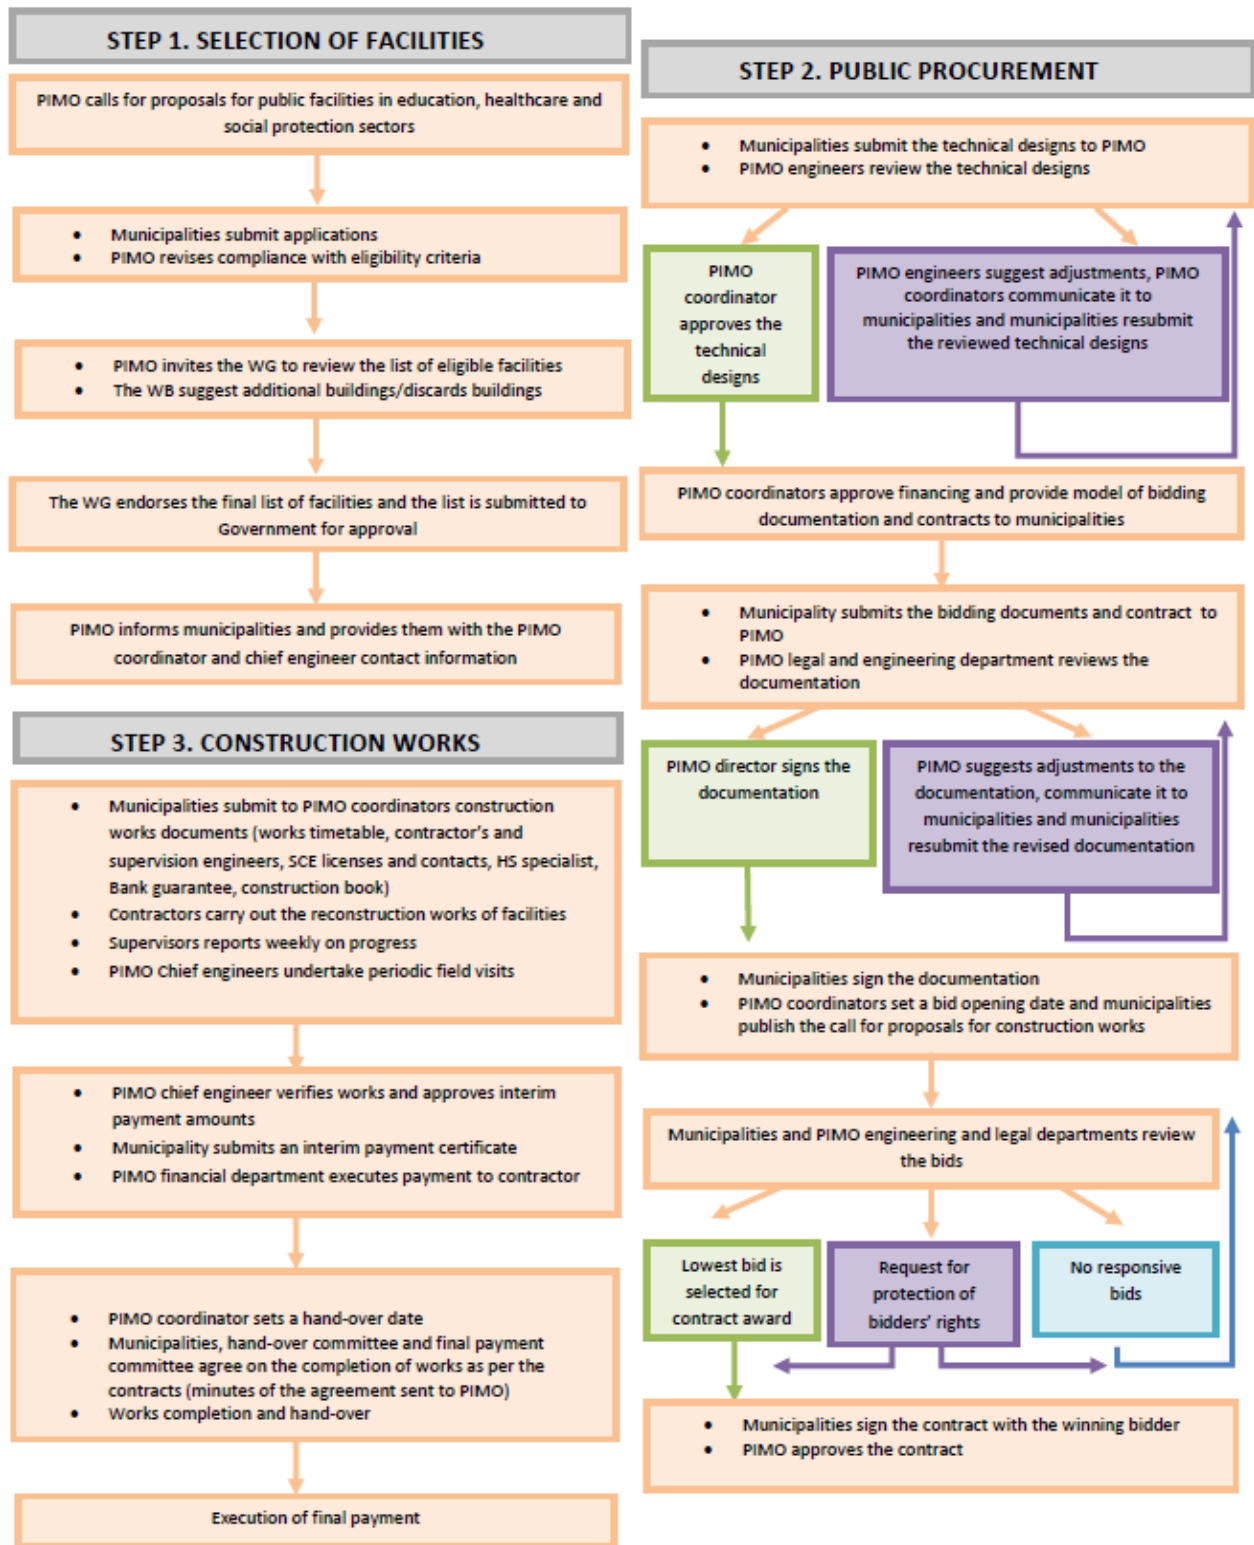 STEP 1. SELECTION OF FACILITIES
PIMO calls for proposals for public facilities in education, healthcare and
social protection sectors
• Municipalities submit applications
• PIMO revises compliance with eligibility criteria
• PIMO invites the WG to review the list of eligible facilities
• The WB suggest additional buildings/discards buildings
The WG endorses the final list of facilities and the list is submitted to
Government for approval
PIMO informs municipalities and provides them with the PIMO
coordinator and chief engineer contact information
STEP 2. PUBLIC PROCUREMENT
• Municipalities submit the technical designs to PIMO
• PIMO engineers review the technical designs
PIMO
coordinator
approves the
technical
designs
PIMO engineers suggest adjustments, PIMO
coordinators communicate it to
municipalities and municipalities resubmit
the reviewed technical designs
PIMO coordinators approve financing and provide model of bidding
documentation and contracts to municipalities
• Municipality submits the bidding documents and contract to
PIMO
• PIMO legal and engineering department reviews the
documentation
PIMO director signs the
documentation
PIMO suggests adjustments to the
documentation, communicate it to
municipalities and municipalities
resubmit the revised documentation
• Municipalities sign the documentation
• PIMO coordinators set a bid opening date and municipalities
publish the call for proposals for construction works
Municipalities and PIMO engineering and legal departments review
the bids
Lowest bid is
selected for
contract award
Request for
protection of
bidders' rights
No responsive
bids
• Municipalities sign the contract with the winning bidder
• PIMO approves the contract
STEP 3. CONSTRUCTION WORKS
• Municipalities submit to PIMO coordinators construction
works documents (works timetable, contractor's and
supervision engineers, SCE licenses and contacts, HS specialist,
Bank guarantee, construction book)
• Contractors carry out the reconstruction works of facilities
• Supervisors reports weekly on progress
• PIMO Chief engineers undertake periodic field visits
• PIMO chief engineer verifies works and approves interim
payment amounts
• Municipality submits an interim payment certificate
• PIMO financial department executes payment to contractor
• PIMO coordinator sets a hand-over date
• Municipalities, hand-over committee and final payment
committee agree on the completion of works as per the
contracts (minutes of the agreement sent to PIMO)
• Works completion and hand-over
Execution of final payment